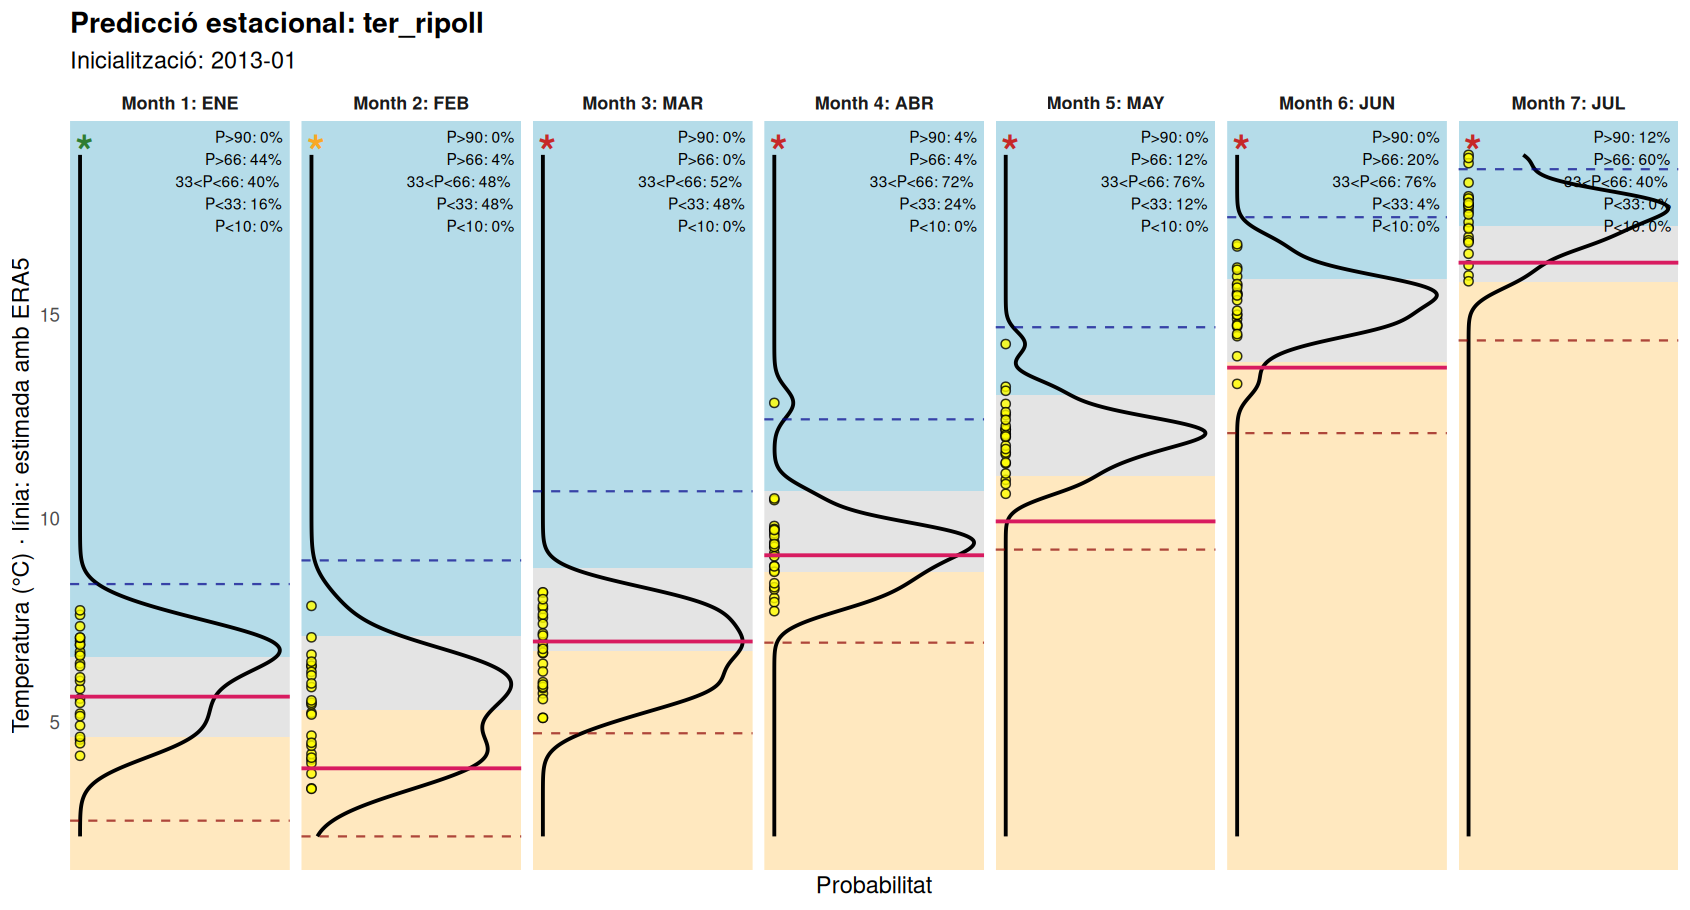 Predicció estacional: ter_ripoll
Inicialització: 2013-01
Month 1: ENE
Month 2: FEB
Month 3: MAR
Month 4: ABR
Month 5: MAY
Month 6: JUN
Month 7: JUL
*
P>90: 0%
P>66: 44%
33<P<66: 40%
P<33: 16%
P<10: 0%
*
P>90: 0%
P>66: 4%
33<P<66: 48%
P<33: 48%
P<10: 0%
*
P>90: 0%
P>66: 0%
33<P<66: 52%
P<33: 48%
P<10: 0%
*
P>90: 4%
P>66: 4%
33<P<66: 72%
P<33: 24%
P<10: 0%
*
P>90: 0%
P>66: 12%
33<P<66: 76%
P<33: 12%
P<10: 0%
*
P>90: 0%
P>66: 20%
33<P<66: 76%
P<33: 4%
P<10: 0%
*
P>90: 12%
P>66: 60%
33<P<66: 40%
P<33: 0%
P<10: 0%
15
10
5
Temperatura (°C) · línia: estimada amb ERA5
Probabilitat